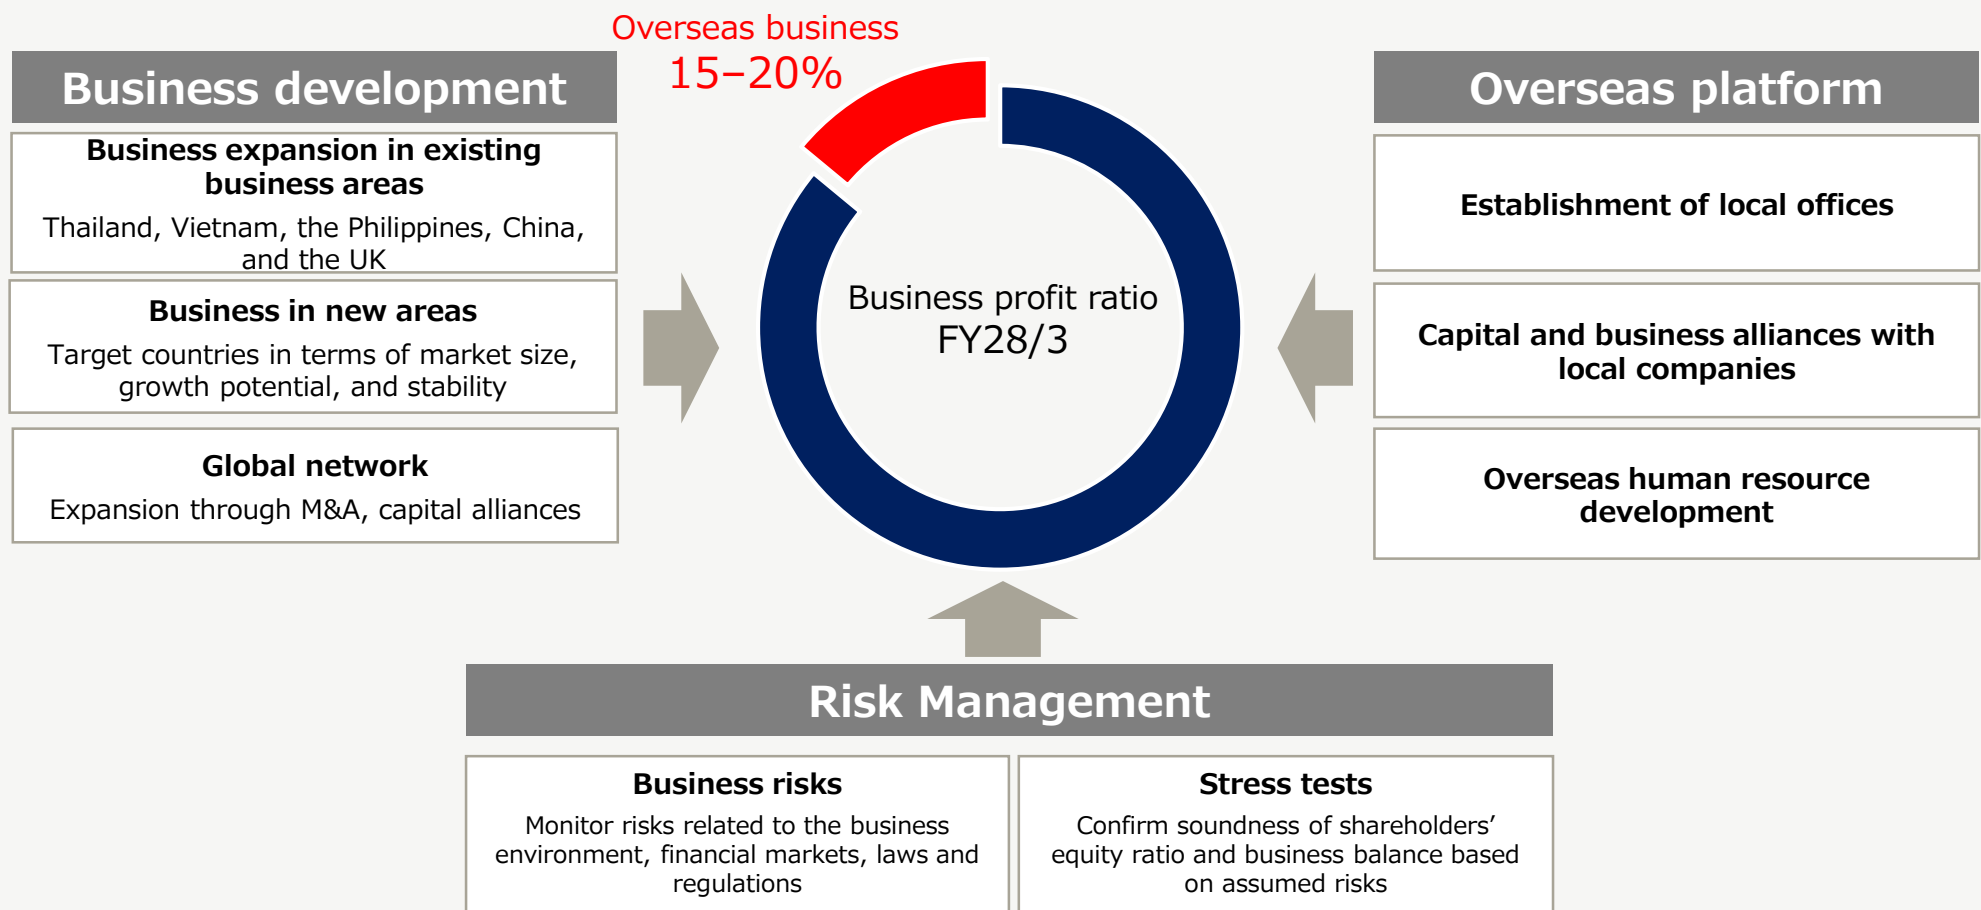 Overseas business
15–20%
Business development
Business expansion in existing
business areas
Thailand, Vietnam, the Philippines, China,
and the UK
Business in new areas
Target countries in terms of market size,
growth potential, and stability
Global network
Expansion through M&A, capital alliances
Business profit ratio
FY28/3
Overseas platform
Establishment of local offices
Capital and business alliances with
local companies
Overseas human resource
development
Risk Management
Business risks
Monitor risks related to the business
environment, financial markets, laws and
regulations
Stress tests
Confirm soundness of shareholders’
equity ratio and business balance based
on assumed risks